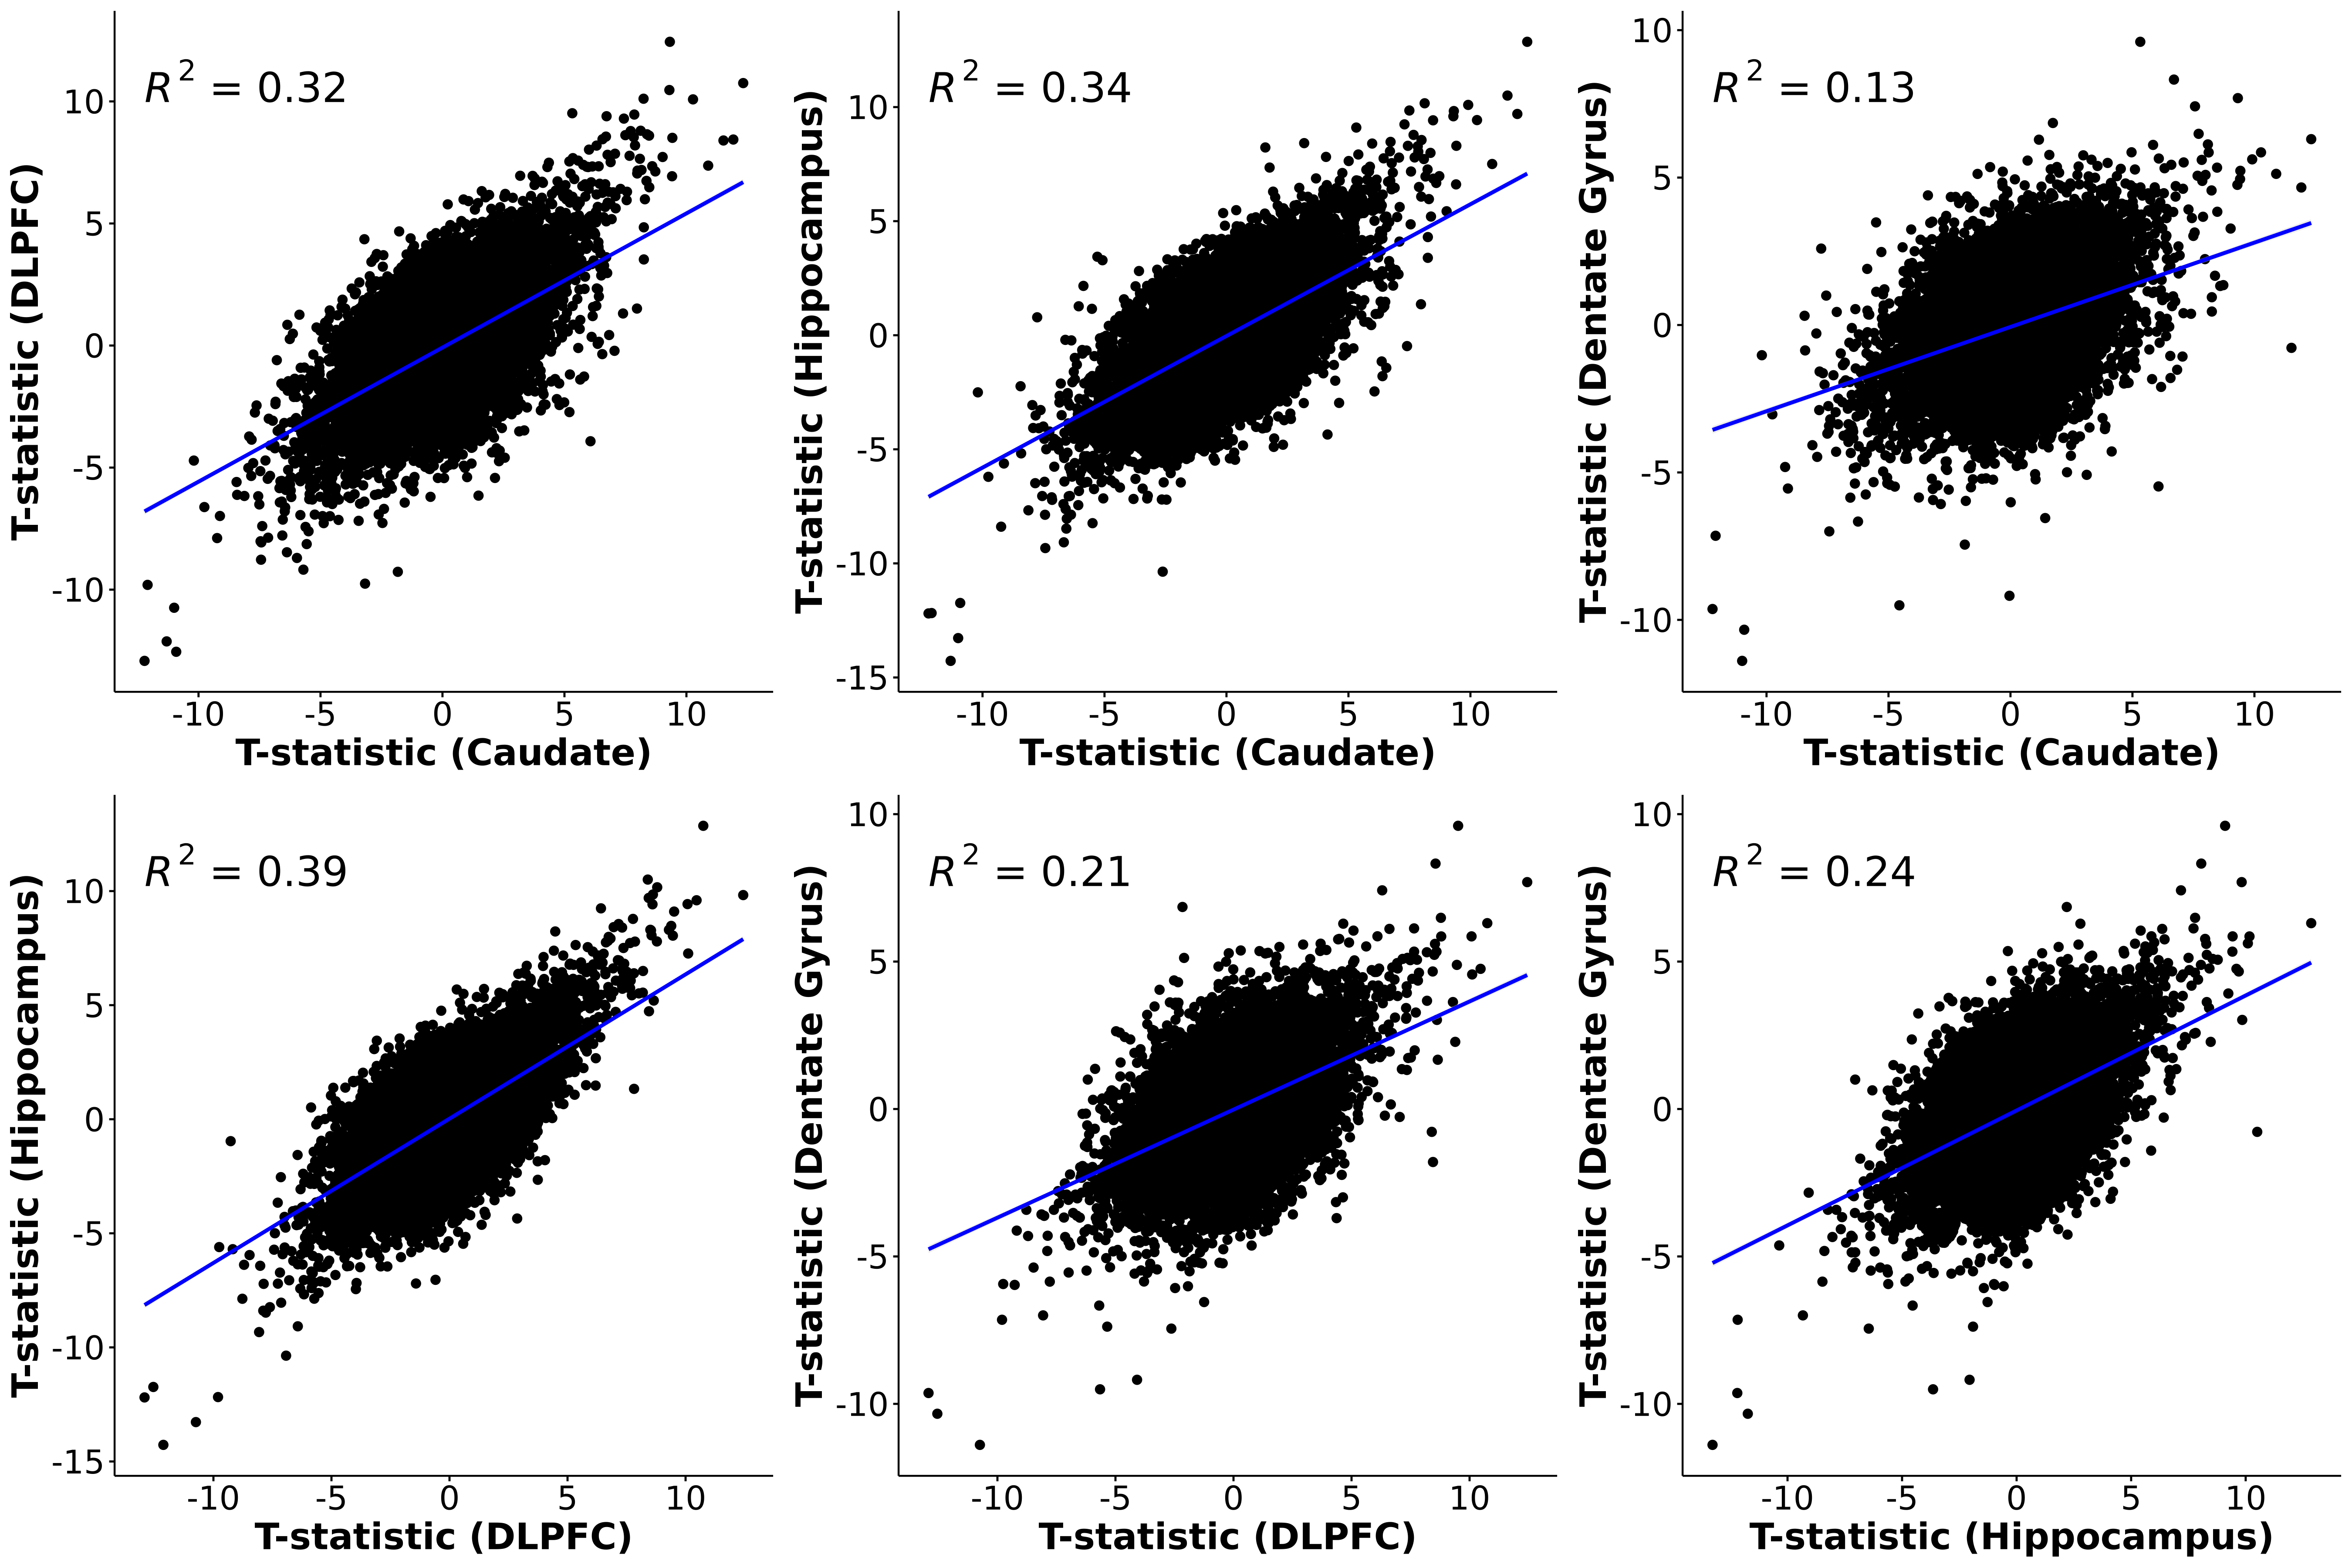 R² = 0.32
T-statistic (DLPFC)
10
5
0
-5
-10
-10 -5 0 5 10
T-statistic (Caudate)
R² = 0.34
T-statistic (Hippocampus)
10
5
0
-5
-10
-15
-10 -5 0 5 10
T-statistic (Caudate)
R² = 0.13
T-statistic (Dentate Gyrus)
10
5
0
-5
-10
-10 -5 0 5 10
T-statistic (Caudate)
R² = 0.39
T-statistic (Hippocampus)
10
5
0
-5
-10
-15
-10 -5 0 5 10
T-statistic (DLPFC)
R² = 0.21
T-statistic (Dentate Gyrus)
10
5
0
-5
-10
-10 -5 0 5 10
T-statistic (DLPFC)
R² = 0.24
T-statistic (Dentate Gyrus)
10
5
0
-5
-10
-10 -5 0 5 10
T-statistic (Hippocampus)